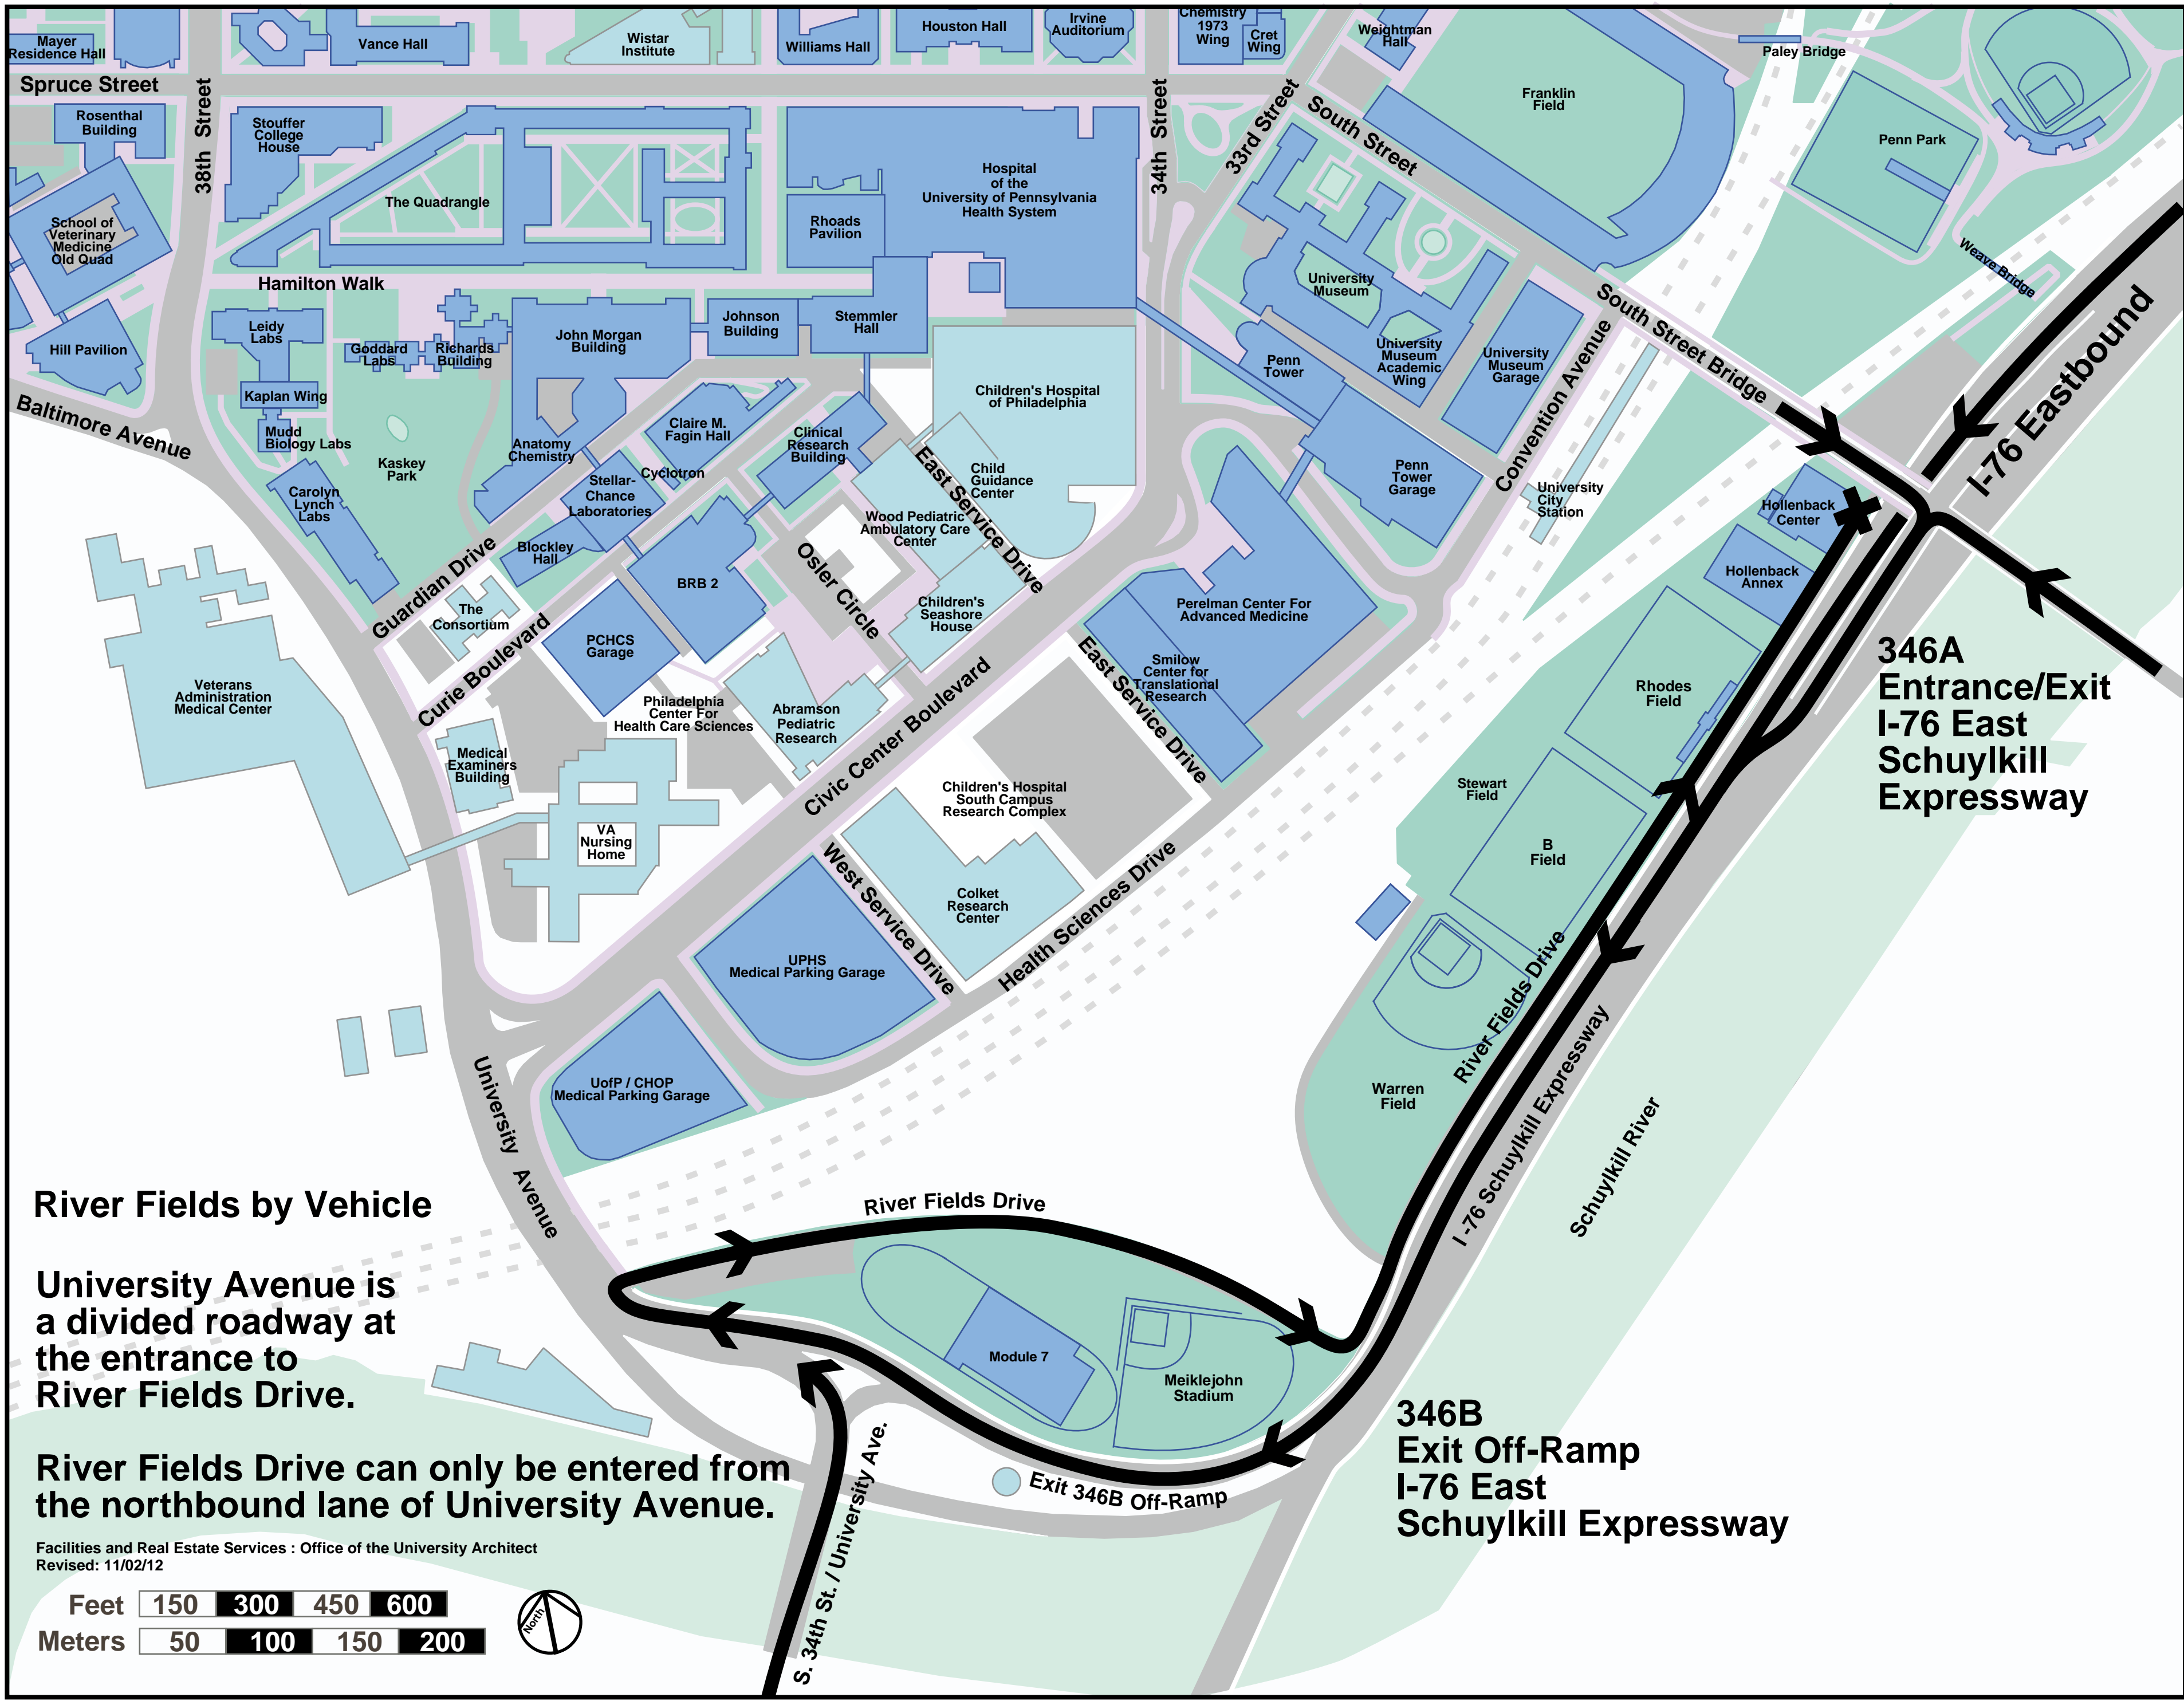 Mayer
Residence Hall
Vance Hall
Wistar
Institute
Williams Hall
Houston Hall
Irvine
Auditorium
Chemistry
1973
Wing
Cret
Wing
Weightman
Hall
Paley Bridge
Spruce Street
38th Street
34th Street
33rd Street
South Street
Franklin
Field
Penn Park
Rosenthal
Building
Stouffer
College
House
The Quadrangle
Hospital
of the
University of Pennsylvania
Health System
Rhoads
Pavilion
School of
Veterinary
Medicine
Old Quad
Hamilton Walk
University
Museum
Weave Bridge
South Street Bridge
I-76 Eastbound
Hill Pavilion
Leidy
Labs
Goddard
Labs
Richards
Building
John Morgan
Building
Johnson
Building
Stemmler
Hall
Penn
Tower
University
Museum
Academic
Wing
University
Museum
Garage
Convention Avenue
Kaplan Wing
Mudd
Biology Labs
Baltimore Avenue
Children's Hospital
of Philadelphia
Claire M.
Fagin Hall
Clinical
Research
Building
Anatomy
Chemistry
Kaskey
Park
Cyclotron
Stellar-
Chance
Laboratories
Child
Guidance
Center
East Service Drive
Penn
Tower
Garage
University
City
Station
Hollenback
Center
Carolyn
Lynch
Labs
Wood Pediatric
Ambulatory Care
Center
Blockley
Hall
Guardian Drive
BRB 2
Osler Circle
Hollenback
Annex
The
Consortium
Children's
Seashore
House
Perelman Center For
Advanced Medicine
Curie Boulevard
PCHCS
Garage
346A
Entrance/Exit
I-76 East
Schuylkill
Expressway
Veterans
Administration
Medical Center
East Service Drive
Smilow
Center for
Translational
Research
Rhodes
Field
Philadelphia
Center For
Health Care Sciences
Abramson
Pediatric
Research
Civic Center Boulevard
Medical
Examiners
Building
Children's Hospital
South Campus
Research Complex
Stewart
Field
VA
Nursing
Home
B
Field
West Service Drive
Colket
Research
Center
Health Sciences Drive
UPHS
Medical Parking Garage
River Fields Drive
I -76 Schuylkill Expressway
UofP / CHOP
Medical Parking Garage
Warren
Field
University Avenue
Schuylkill River
River Fields by Vehicle
River Fields Drive
University Avenue is
a divided roadway at
the entrance to
River Fields Drive.
Module 7
Meiklejohn
Stadium
346B
Exit Off-Ramp
I-76 East
Schuylkill Expressway
River Fields Drive can only be entered from
the northbound lane of University Avenue.
Exit 346B Off-Ramp
S. 34th St. / University Ave.
Facilities and Real Estate Services : Office of the University Architect
Revised: 11/02/12
Feet 150 300 450 600
Meters 50 100 150 200
North